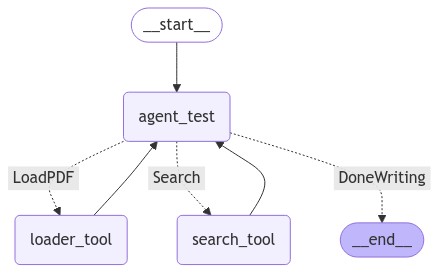 __start__
agent_test
LoadPDF
Search
DoneWriting
loader_tool
search_tool
__end__